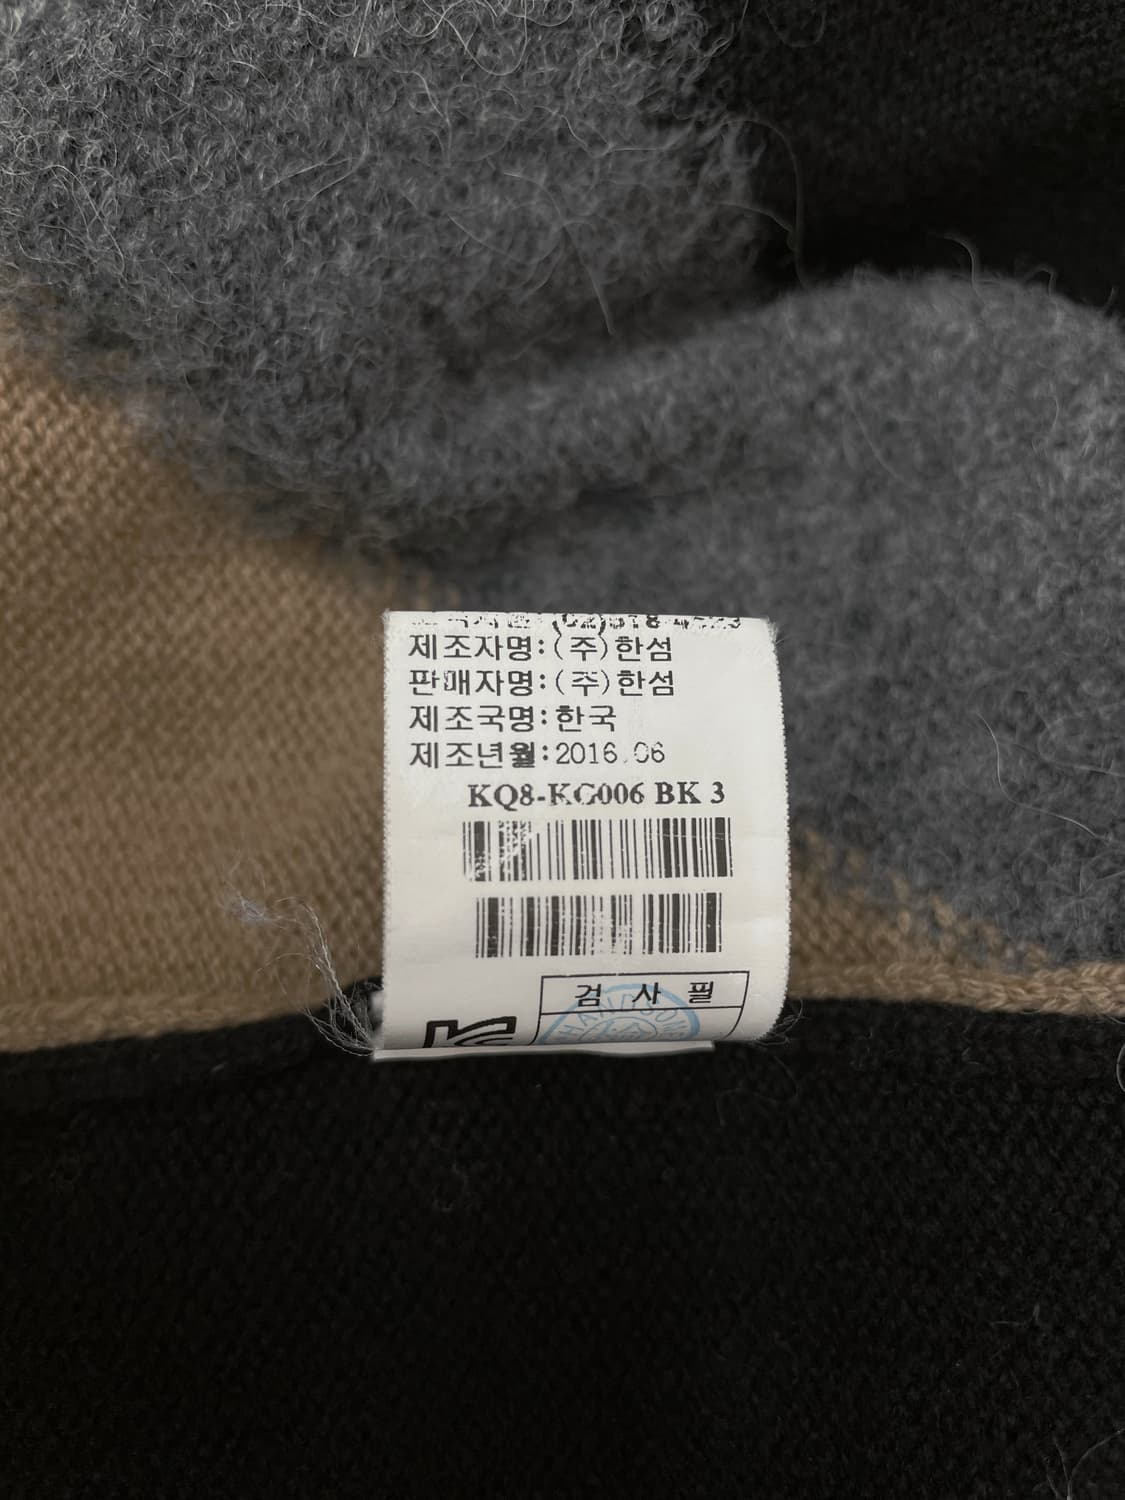 제조자명:(주)한섬
판매자명:(주)한섬
제조국명:한국
제조년월:2016.06
KQ8-KG006 BK 3
검 사 필
HANDSOME